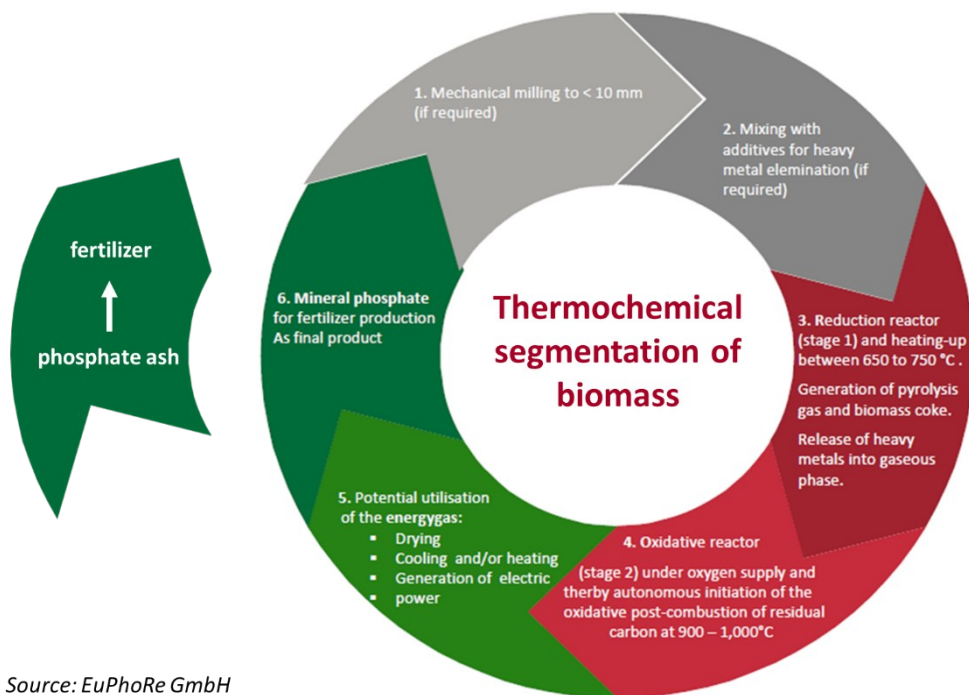 1. Mechanical milling to < 10 mm
(if required)
2. Mixing with
additives for heavy
metal elemination (if
required)
3. Reduction reactor
(stage 1) and heating-up
between 650 to 750 °C .
Generation of pyrolysis
gas and biomass coke.
Release of heavy
metals into gaseous
phase.
4. Oxidative reactor
(stage 2) under oxygen supply and
therby autonomous initiation of the
oxidative post-combustion of residual
carbon at 900 – 1,000°C
5. Potential utilisation
of the energygas:
▪ Drying
▪ Cooling and/or heating
▪ Generation of electric
▪ power
6. Mineral phosphate
for fertilizer production
As final product
Thermochemical
segmentation of
biomass
fertilizer
phosphate ash
Source: EuPhoRe GmbH